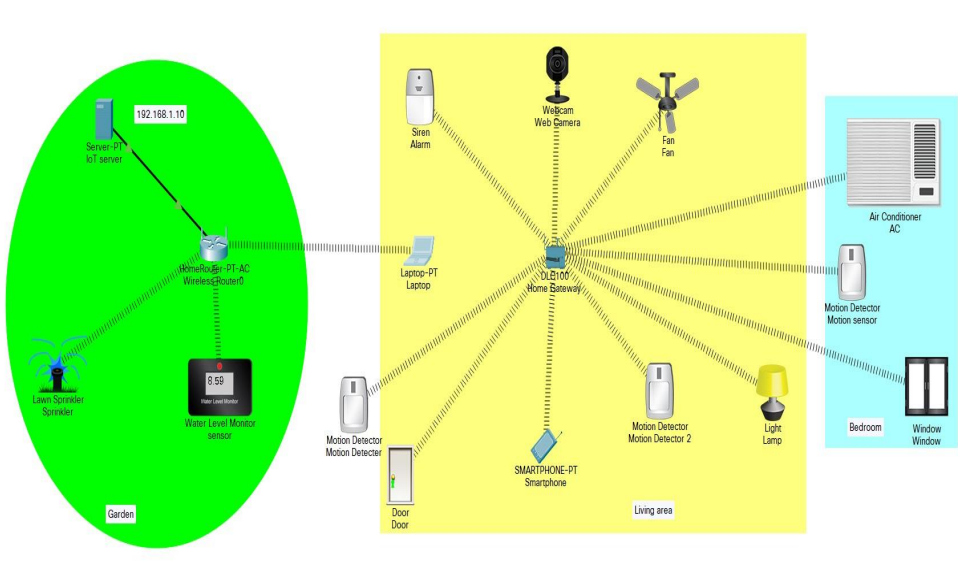 192.168.1.10
Server-PT
IoT server
HomeRouter-PT-AC
Wireless Router0
Lawn Sprinkler
Sprinkler
8.59
Water Level Monitor
Water Level Monitor
sensor
Garden
Siren
Alarm
Webcam
Web Camera
Fan
Fan
Laptop-PT
Laptop
DLC100
Home Gateway
Motion Detector
Motion Detecter
Door
Door
SMARTPHONE-PT
Smartphone
Motion Detector
Motion Detector 2
Light
Lamp
Living area
Air Conditioner
AC
Motion Detector
Motion sensor
Bedroom
Window
Window